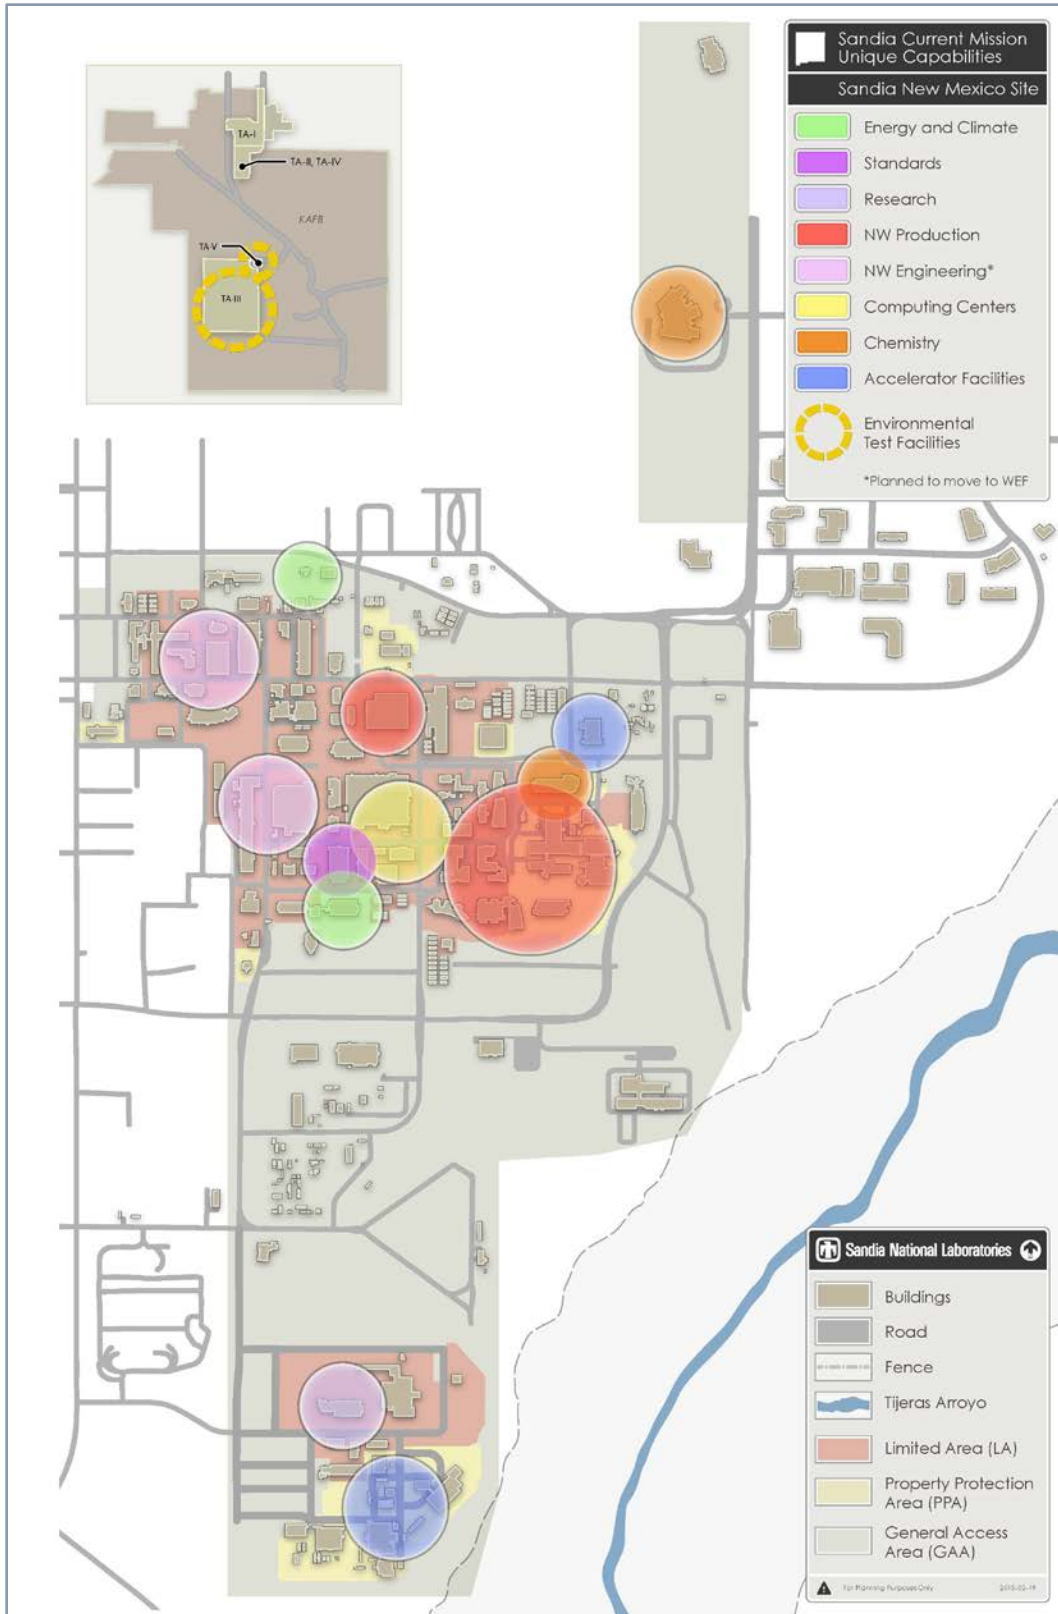 Sandia Current Mission
Unique Capabilities
Sandia New Mexico Site
Energy and Climate
Standards
Research
NW Production
NW Engineering*
Computing Centers
Chemistry
Accelerator Facilities
Environmental
Test Facilities
*Planned to move to WEF
TA-I
TA-II, TA-IV
KAFB
TA-V
TA-III
Sandia National Laboratories
Buildings
Road
Fence
Tijeras Arroyo
Limited Area (LA)
Property Protection
Area (PPA)
General Access
Area (GAA)
For Planning Purposes Only